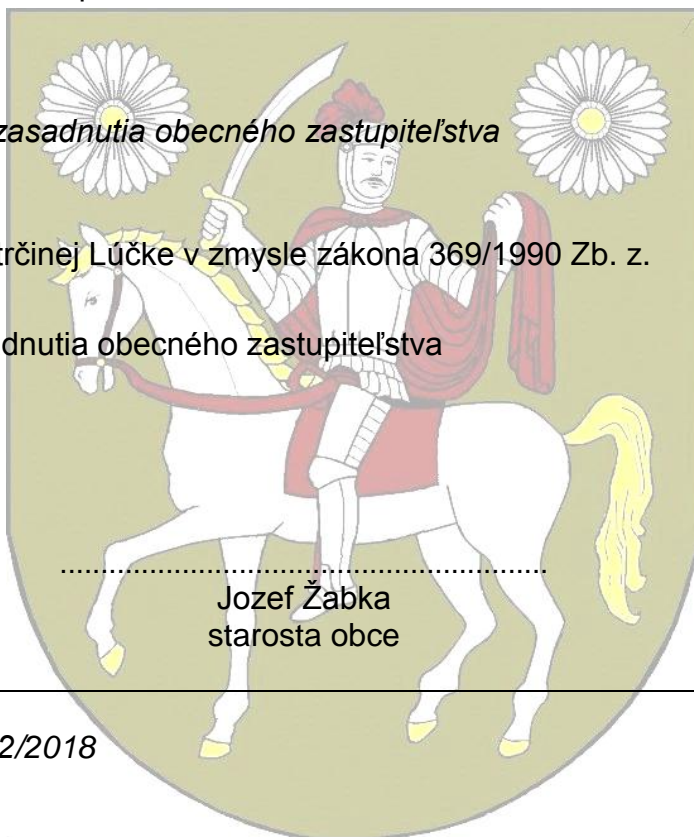 zasadnutia obecného zastupiteľstva
trčinej Lúčke v zmysle zákona 369/1990 Zb. z.
dnutia obecného zastupiteľstva
............................................................
Jozef Žabka
starosta obce
2/2018